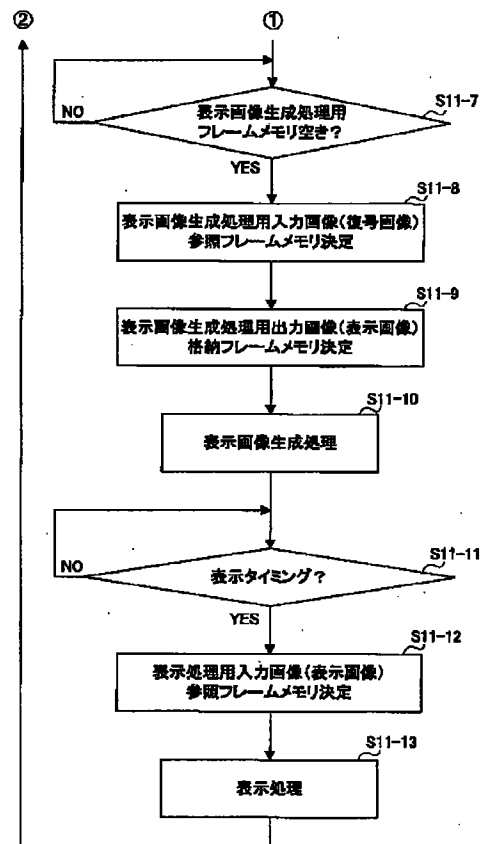 ②
①
S11-7
表示画像生成処理用
フレームメモリ空き?
NO
YES
S11-8
表示画像生成処理用入力画像(復号画像)
参照フレームメモリ決定
S11-9
表示画像生成処理用出力画像(表示画像)
格納フレームメモリ決定
S11-10
表示画像生成処理
S11-11
表示タイミング?
NO
YES
S11-12
表示処理用入力画像(表示画像)
参照フレームメモリ決定
S11-13
表示処理